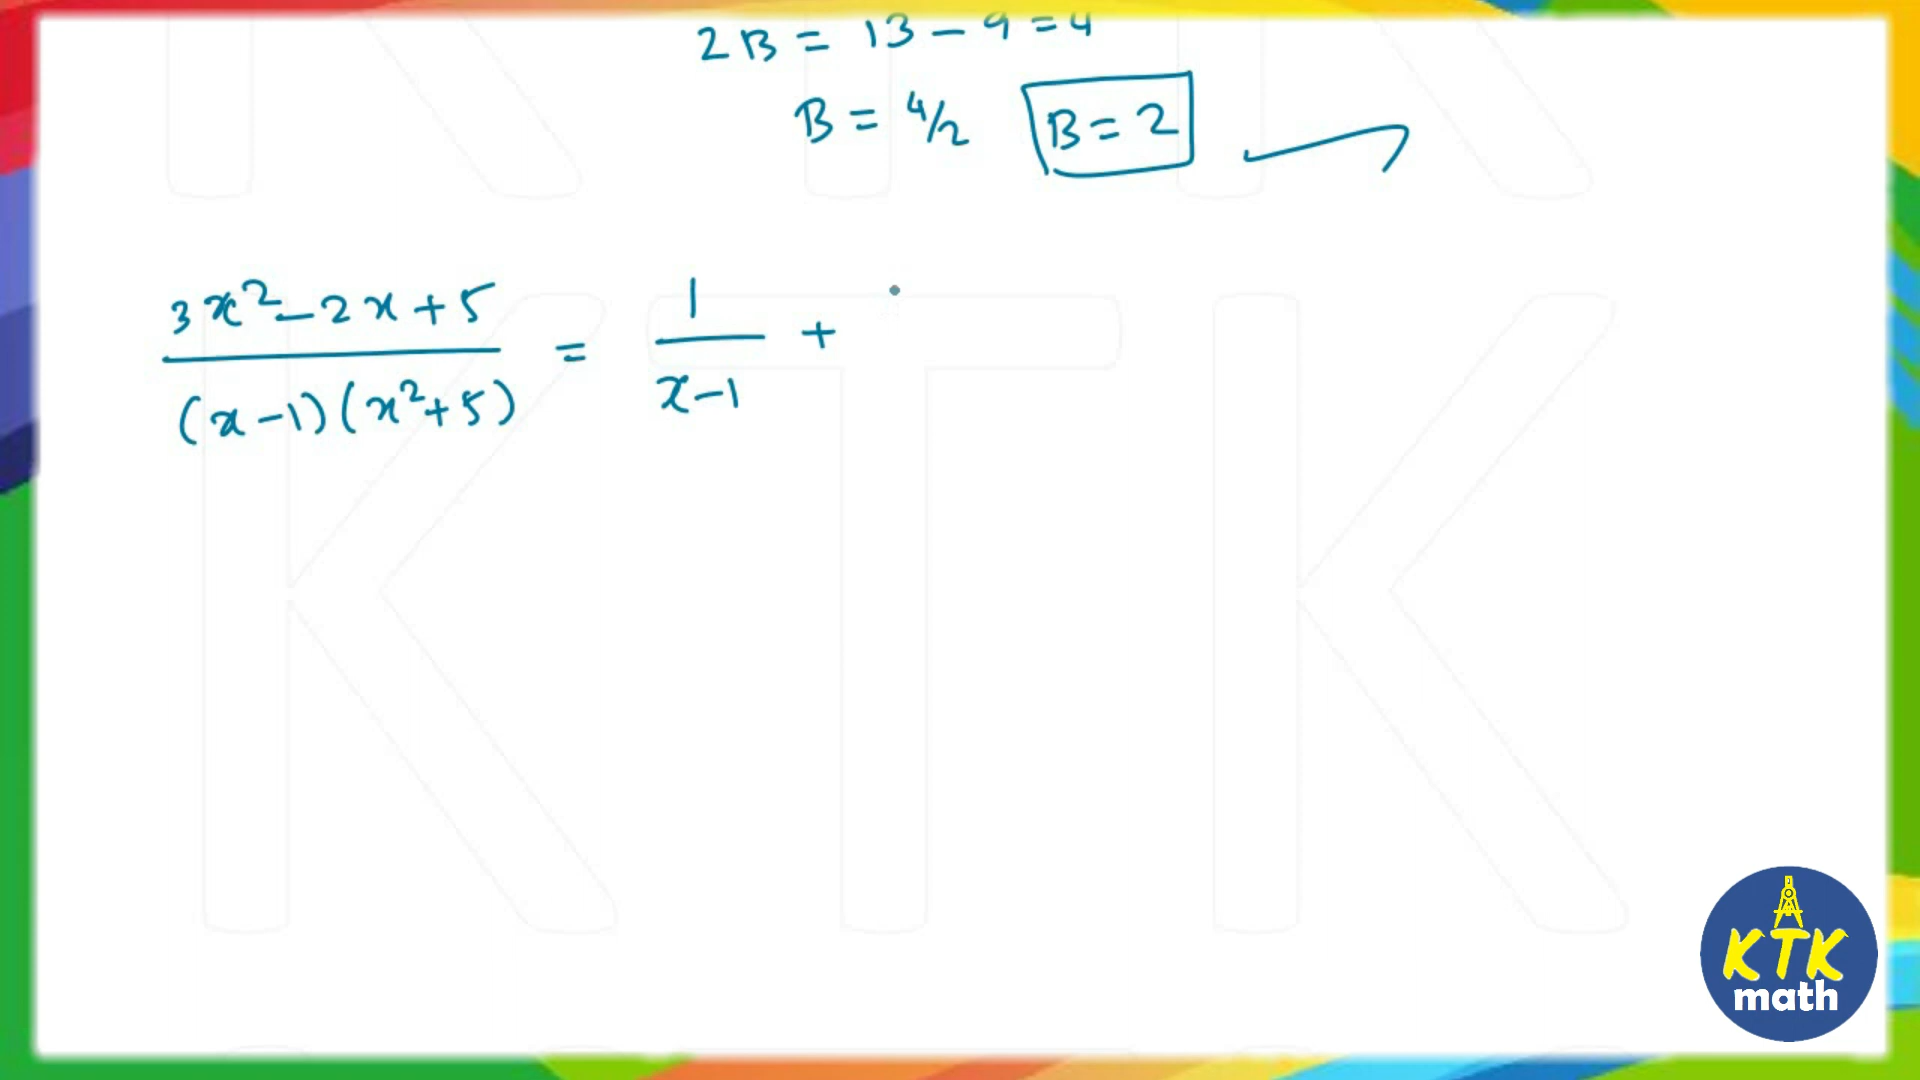 2B = 13 - 9 = 4
B = 4/2 B = 2
3x² - 2x + 5 / (x - 1)(x² + 5) = 1 / x - 1 +
KTK
math